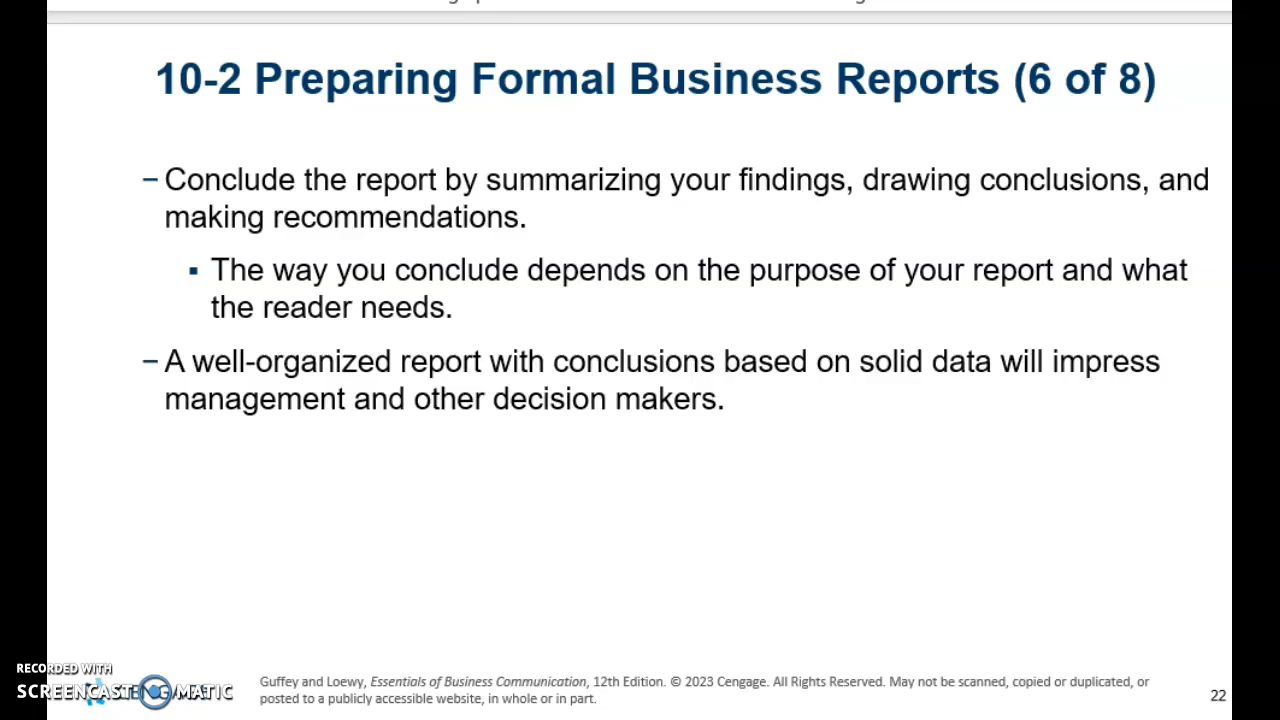 10-2 Preparing Formal Business Reports (6 of 8)
– Conclude the report by summarizing your findings, drawing conclusions, and
making recommendations.
▪ The way you conclude depends on the purpose of your report and what
the reader needs.
– A well-organized report with conclusions based on solid data will impress
management and other decision makers.
RECORDED WITH
SCREENCAST MATIC
Guffey and Loewy, Essentials of Business Communication, 12th Edition. © 2023 Cengage. All Rights Reserved. May not be scanned, copied or duplicated, or
posted to a publicly accessible website, in whole or in part.
22